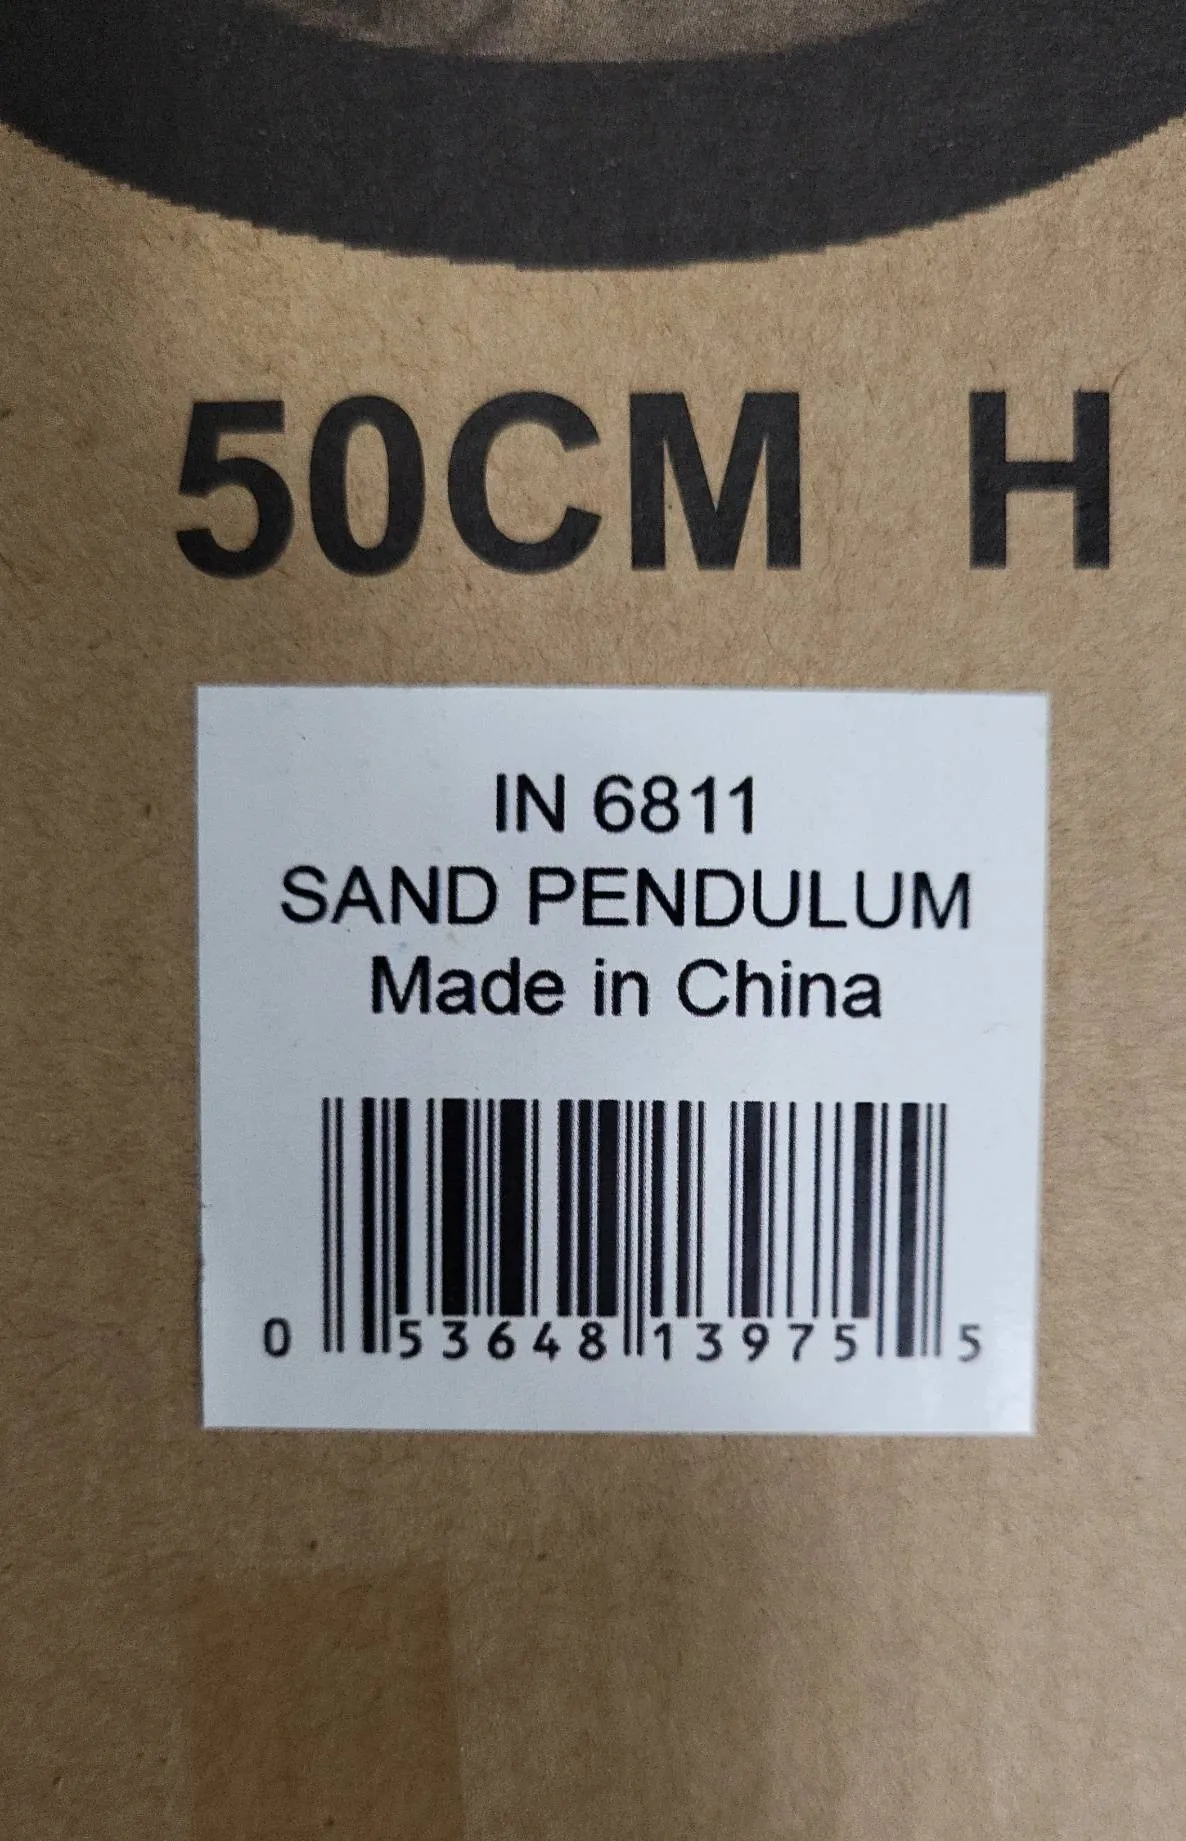 50CM H
IN 6811
SAND PENDULUM
Made in China
0 53648 13975 5